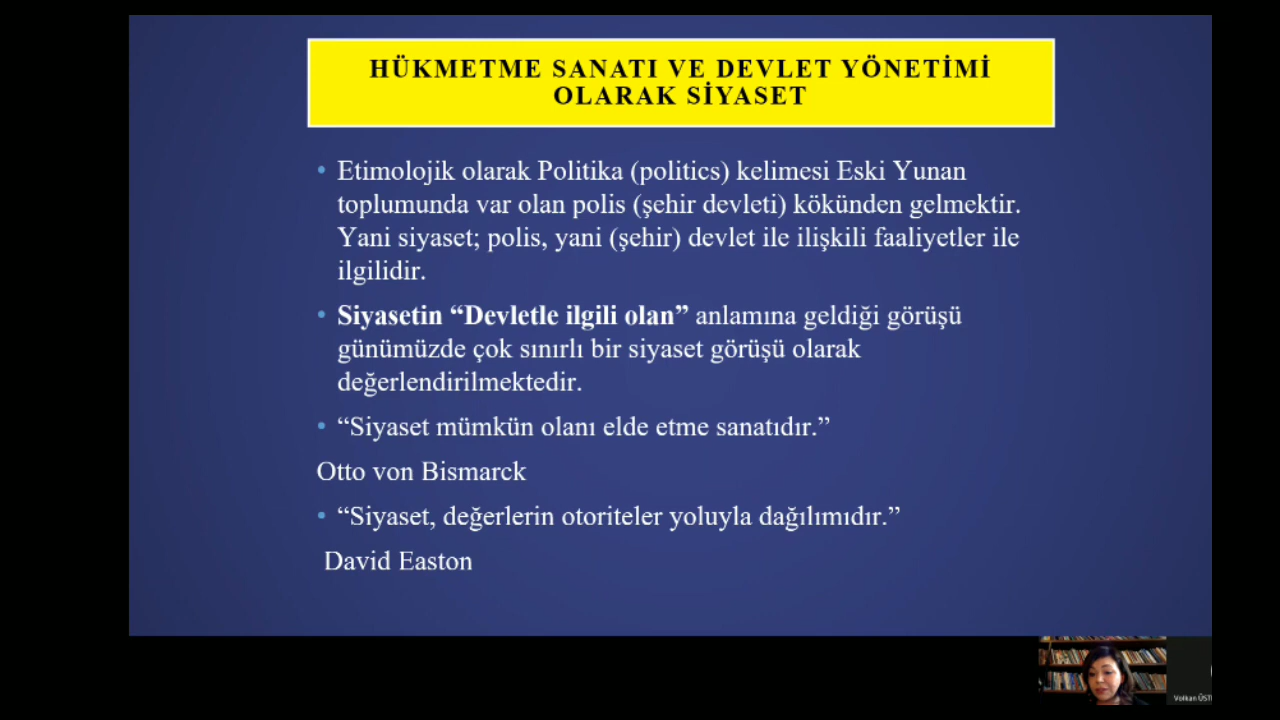 HÜKMETME SANATI VE DEVLET YÖNETİMİ
OLARAK SİYASET
• Etimolojik olarak Politika (politics) kelimesi Eski Yunan
toplumunda var olan polis (şehir devleti) kökünden gelmektir.
Yani siyaset; polis, yani (şehir) devlet ile ilişkili faaliyetler ile
ilgilidir.
• Siyasetin “Devletle ilgili olan” anlamına geldiği görüşü
günümüzde çok sınırlı bir siyaset görüşü olarak
değerlendirilmektedir.
• “Siyaset mümkün olanı elde etme sanatıdır.”
Otto von Bismarck
• “Siyaset, değerlerin otoriteler yoluyla dağılımıdır.”
David Easton
Volkan ÜST